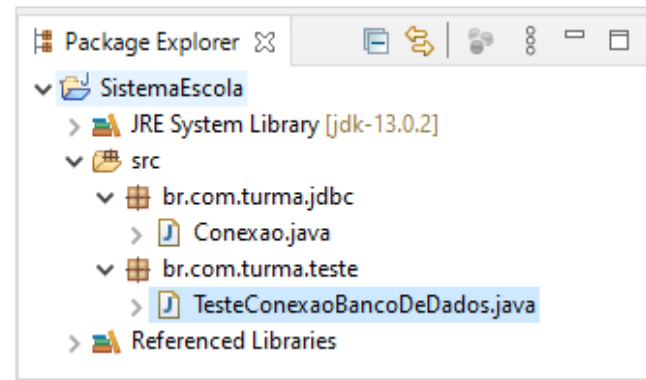 Package Explorer
SistemaEscola
JRE System Library [jdk-13.0.2]
src
br.com.turma.jdbc
Conexao.java
br.com.turma.teste
TesteConexaoBancoDeDados.java
Referenced Libraries